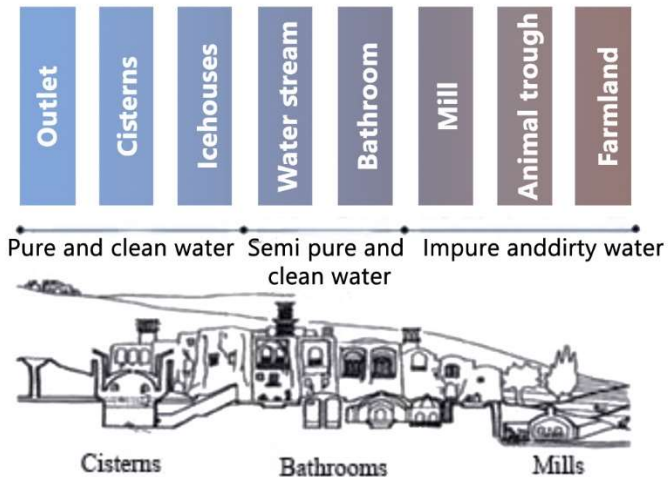 Outlet
Cisterns
Icehouses
Water stream
Bathroom
Mill
Animal trough
Farmland
Pure and clean water
Semi pure and
clean water
Impure anddirty water
Cisterns
Bathrooms
Mills